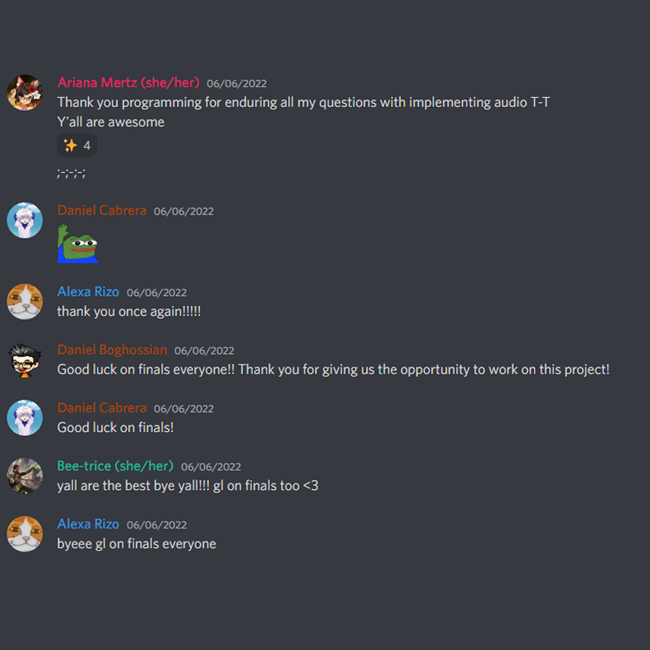 Ariana Mertz (she/her) 06/06/2022
Thank you programming for enduring all my questions with implementing audio T-T
Y'all are awesome
4
;-;-;-;
Daniel Cabrera 06/06/2022
Alexa Rizo 06/06/2022
thank you once again!!!!!
Daniel Boghossian 06/06/2022
Good luck on finals everyone!! Thank you for giving us the opportunity to work on this project!
Daniel Cabrera 06/06/2022
Good luck on finals!
Bee-trice (she/her) 06/06/2022
yall are the best bye yall!!! gl on finals too <3
Alexa Rizo 06/06/2022
byeee gl on finals everyone